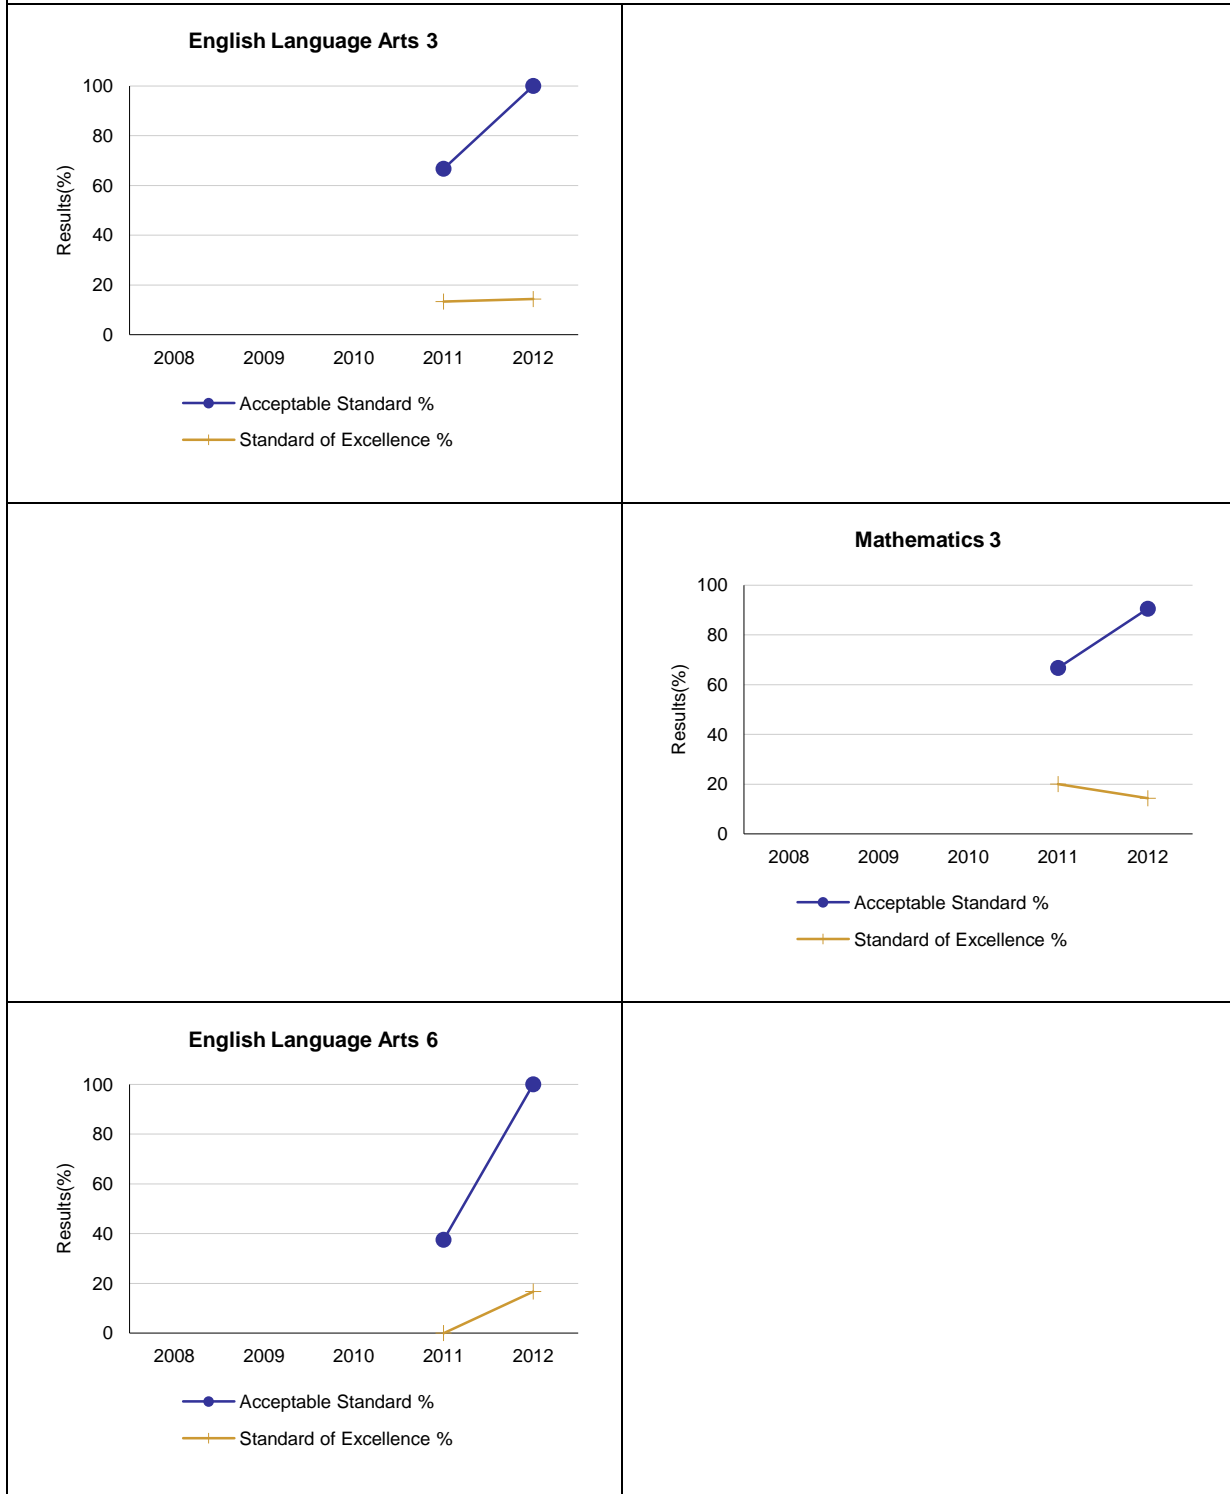 English Language Arts 3
100
80
60
40
20
0
Results(%)
2008 2009 2010 2011 2012
Acceptable Standard %
Standard of Excellence %
Mathematics 3
100
80
60
40
20
0
Results(%)
2008 2009 2010 2011 2012
Acceptable Standard %
Standard of Excellence %
English Language Arts 6
100
80
60
40
20
0
Results(%)
2008 2009 2010 2011 2012
Acceptable Standard %
Standard of Excellence %